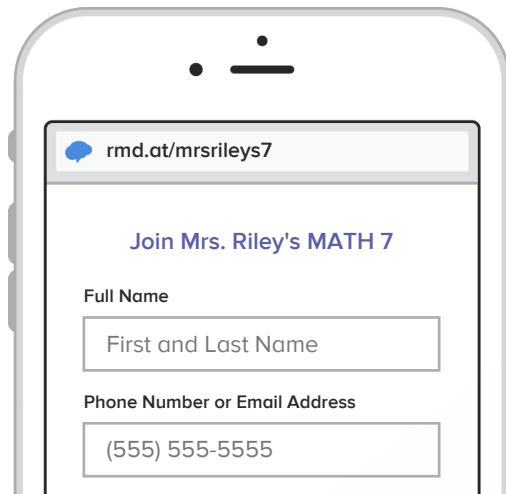 rmd.at/mrsrileys7
Join Mrs. Riley's MATH 7
Full Name
First and Last Name
Phone Number or Email Address
(555) 555-5555